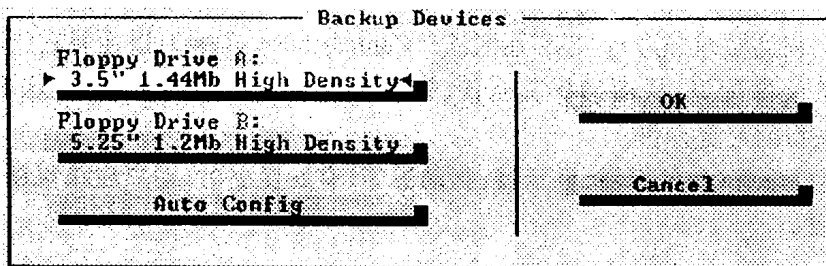 Backup Devices
Floppy Drive A:
3.5" 1.44Mb High Density
Floppy Drive B:
5.25" 1.2Mb High Density
Auto Config
OK
Cancel